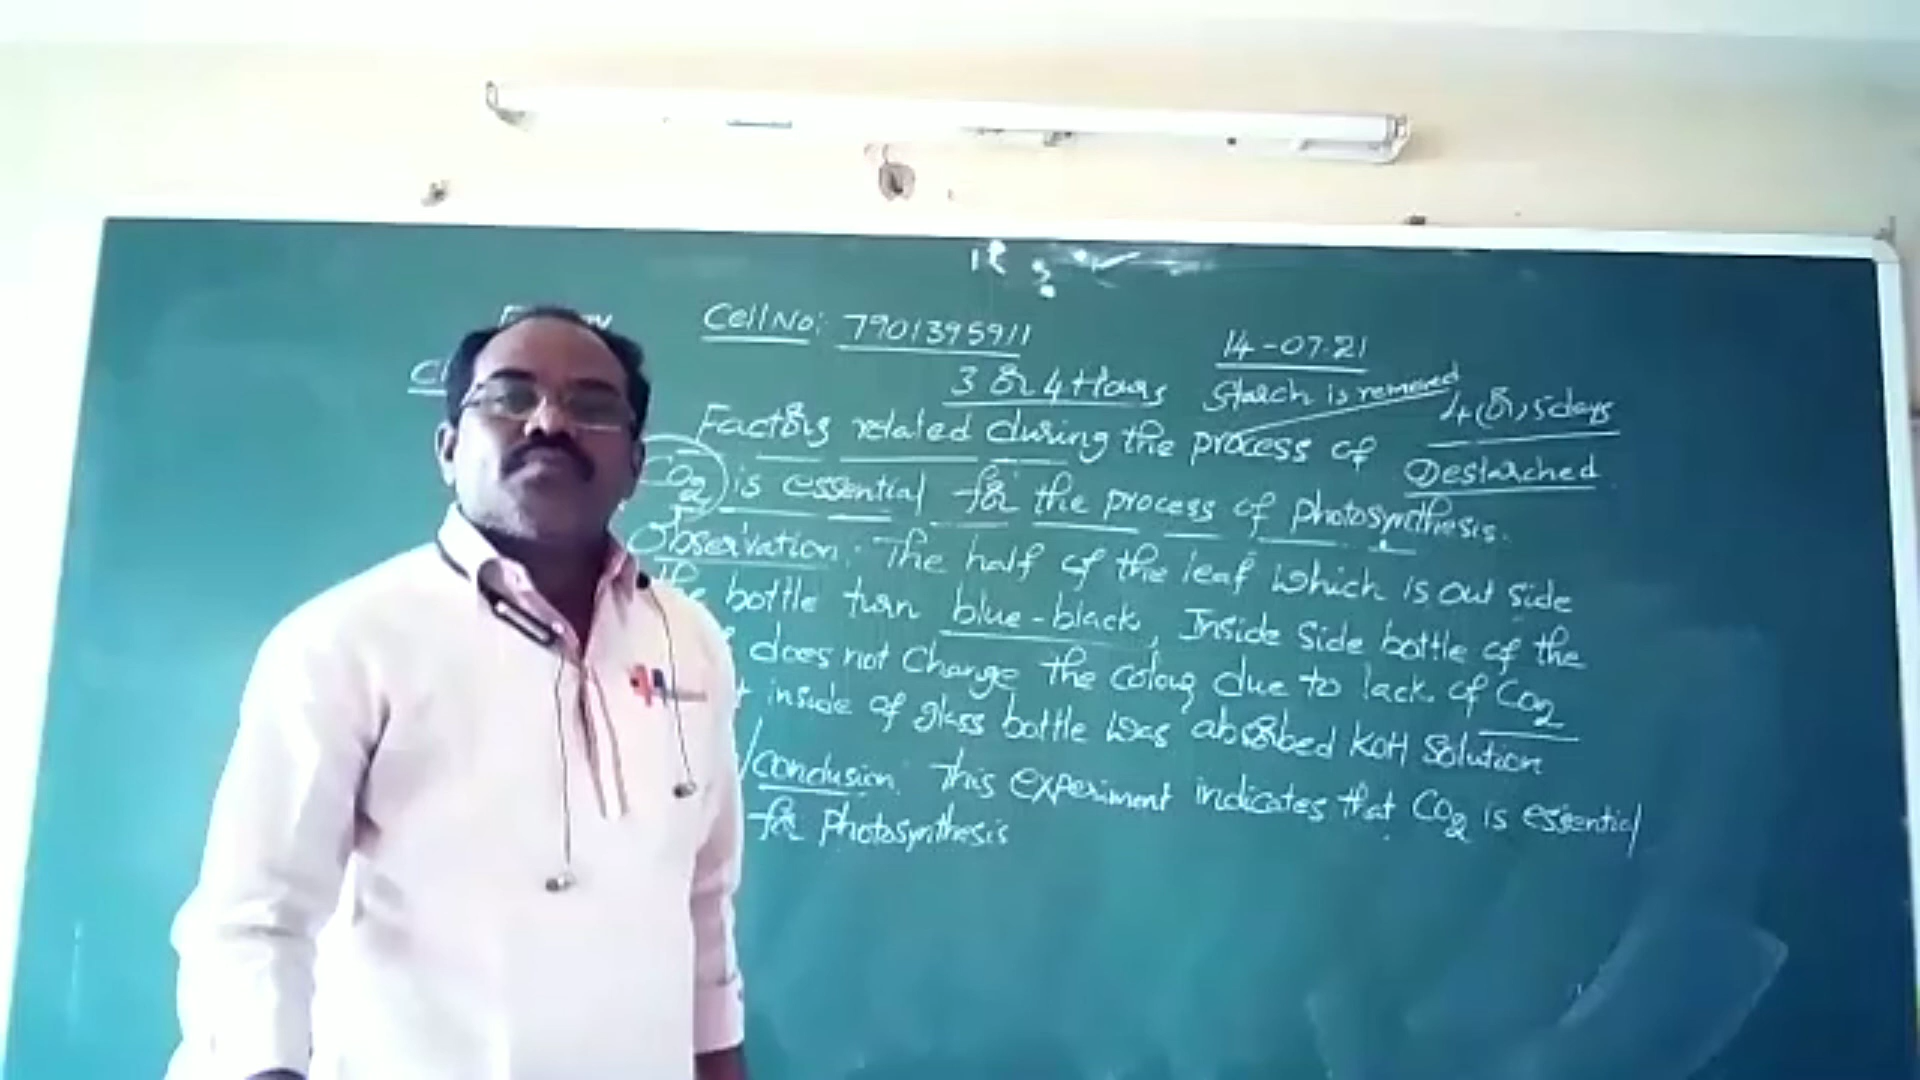 Cell No: 7901395911
14-07-21
3 Or 4 Hours Starch is removed 4 (Or) 5 days
Factors related during the process of Destarched
CO2 is essential for the process of photosynthesis.
Observation: The half of the leaf which is out side
the bottle turn blue-black, Inside Side bottle of the
does not Change the colour due to lack of CO2
inside of glass bottle was absorbed KOH Solution
/Conclusion: This experiment indicates that CO2 is essential
for photosynthesis